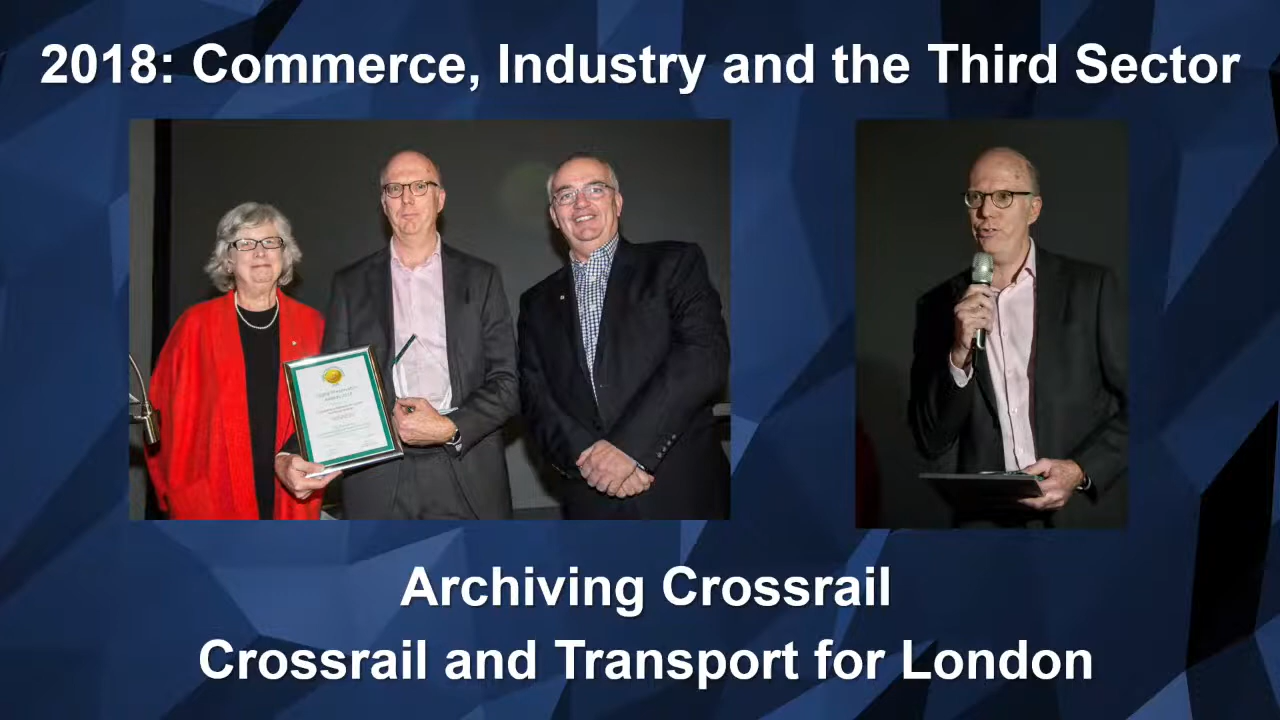 2018: Commerce, Industry and the Third Sector
Archiving Crossrail
Crossrail and Transport for London